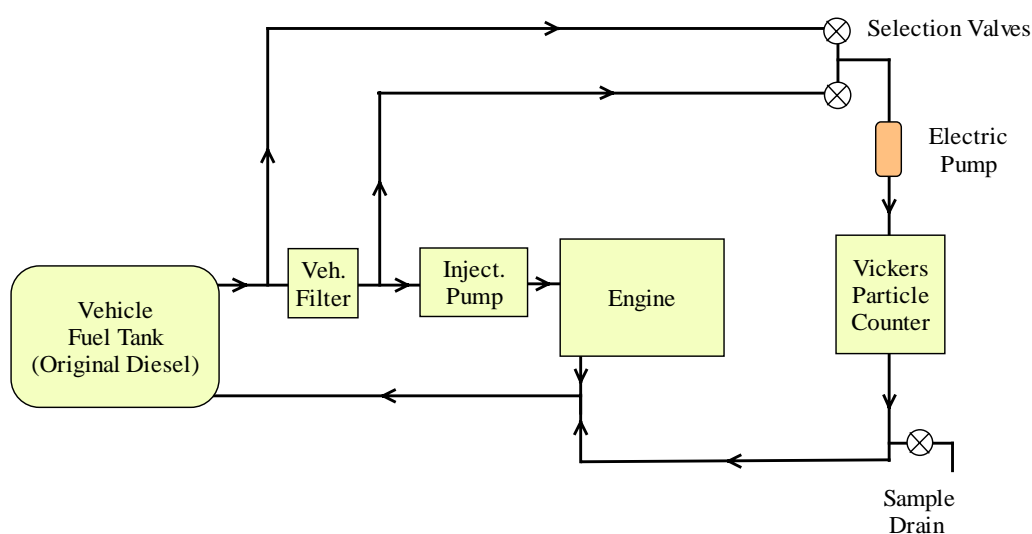 Selection Valves
Electric
Pump
Veh.
Filter
Inject.
Pump
Engine
Vickers
Particle
Counter
Vehicle
Fuel Tank
(Original Diesel)
Sample
Drain